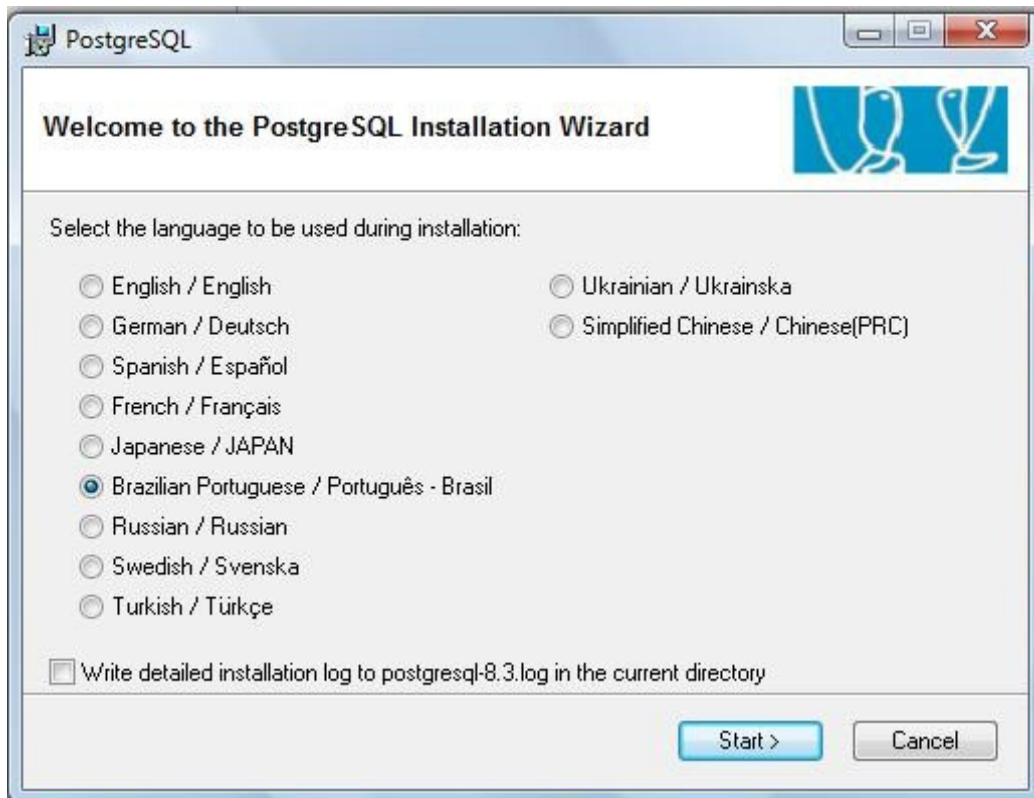 PostgreSQL
Welcome to the PostgreSQL Installation Wizard
Select the language to be used during installation:
English / English
German / Deutsch
Spanish / Español
French / Français
Japanese / JAPAN
Brazilian Portuguese / Português - Brasil
Russian / Russian
Swedish / Svenska
Turkish / Türkçe
Ukrainian / Ukrainska
Simplified Chinese / Chinese(PRC)
Write detailed installation log to postgresql-8.3.log in the current directory
Start >
Cancel